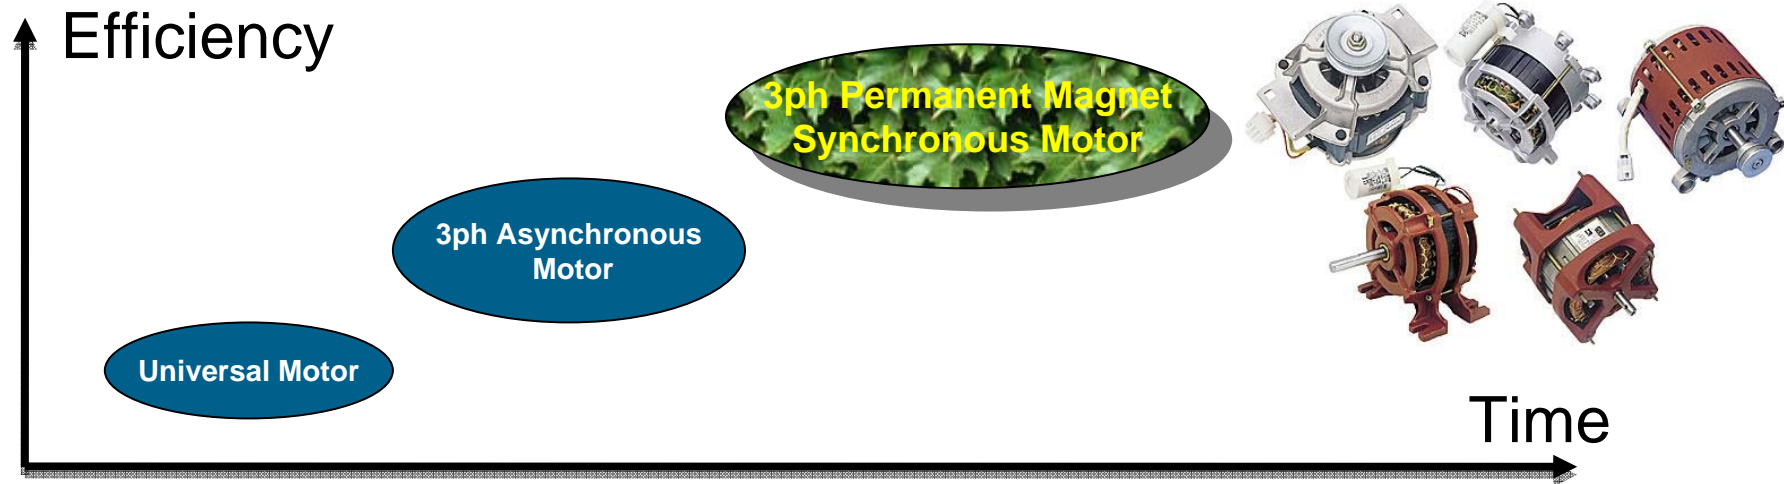 Efficiency
3ph Permanent Magnet
Synchronous Motor
3ph Asynchronous
Motor
Universal Motor
Time